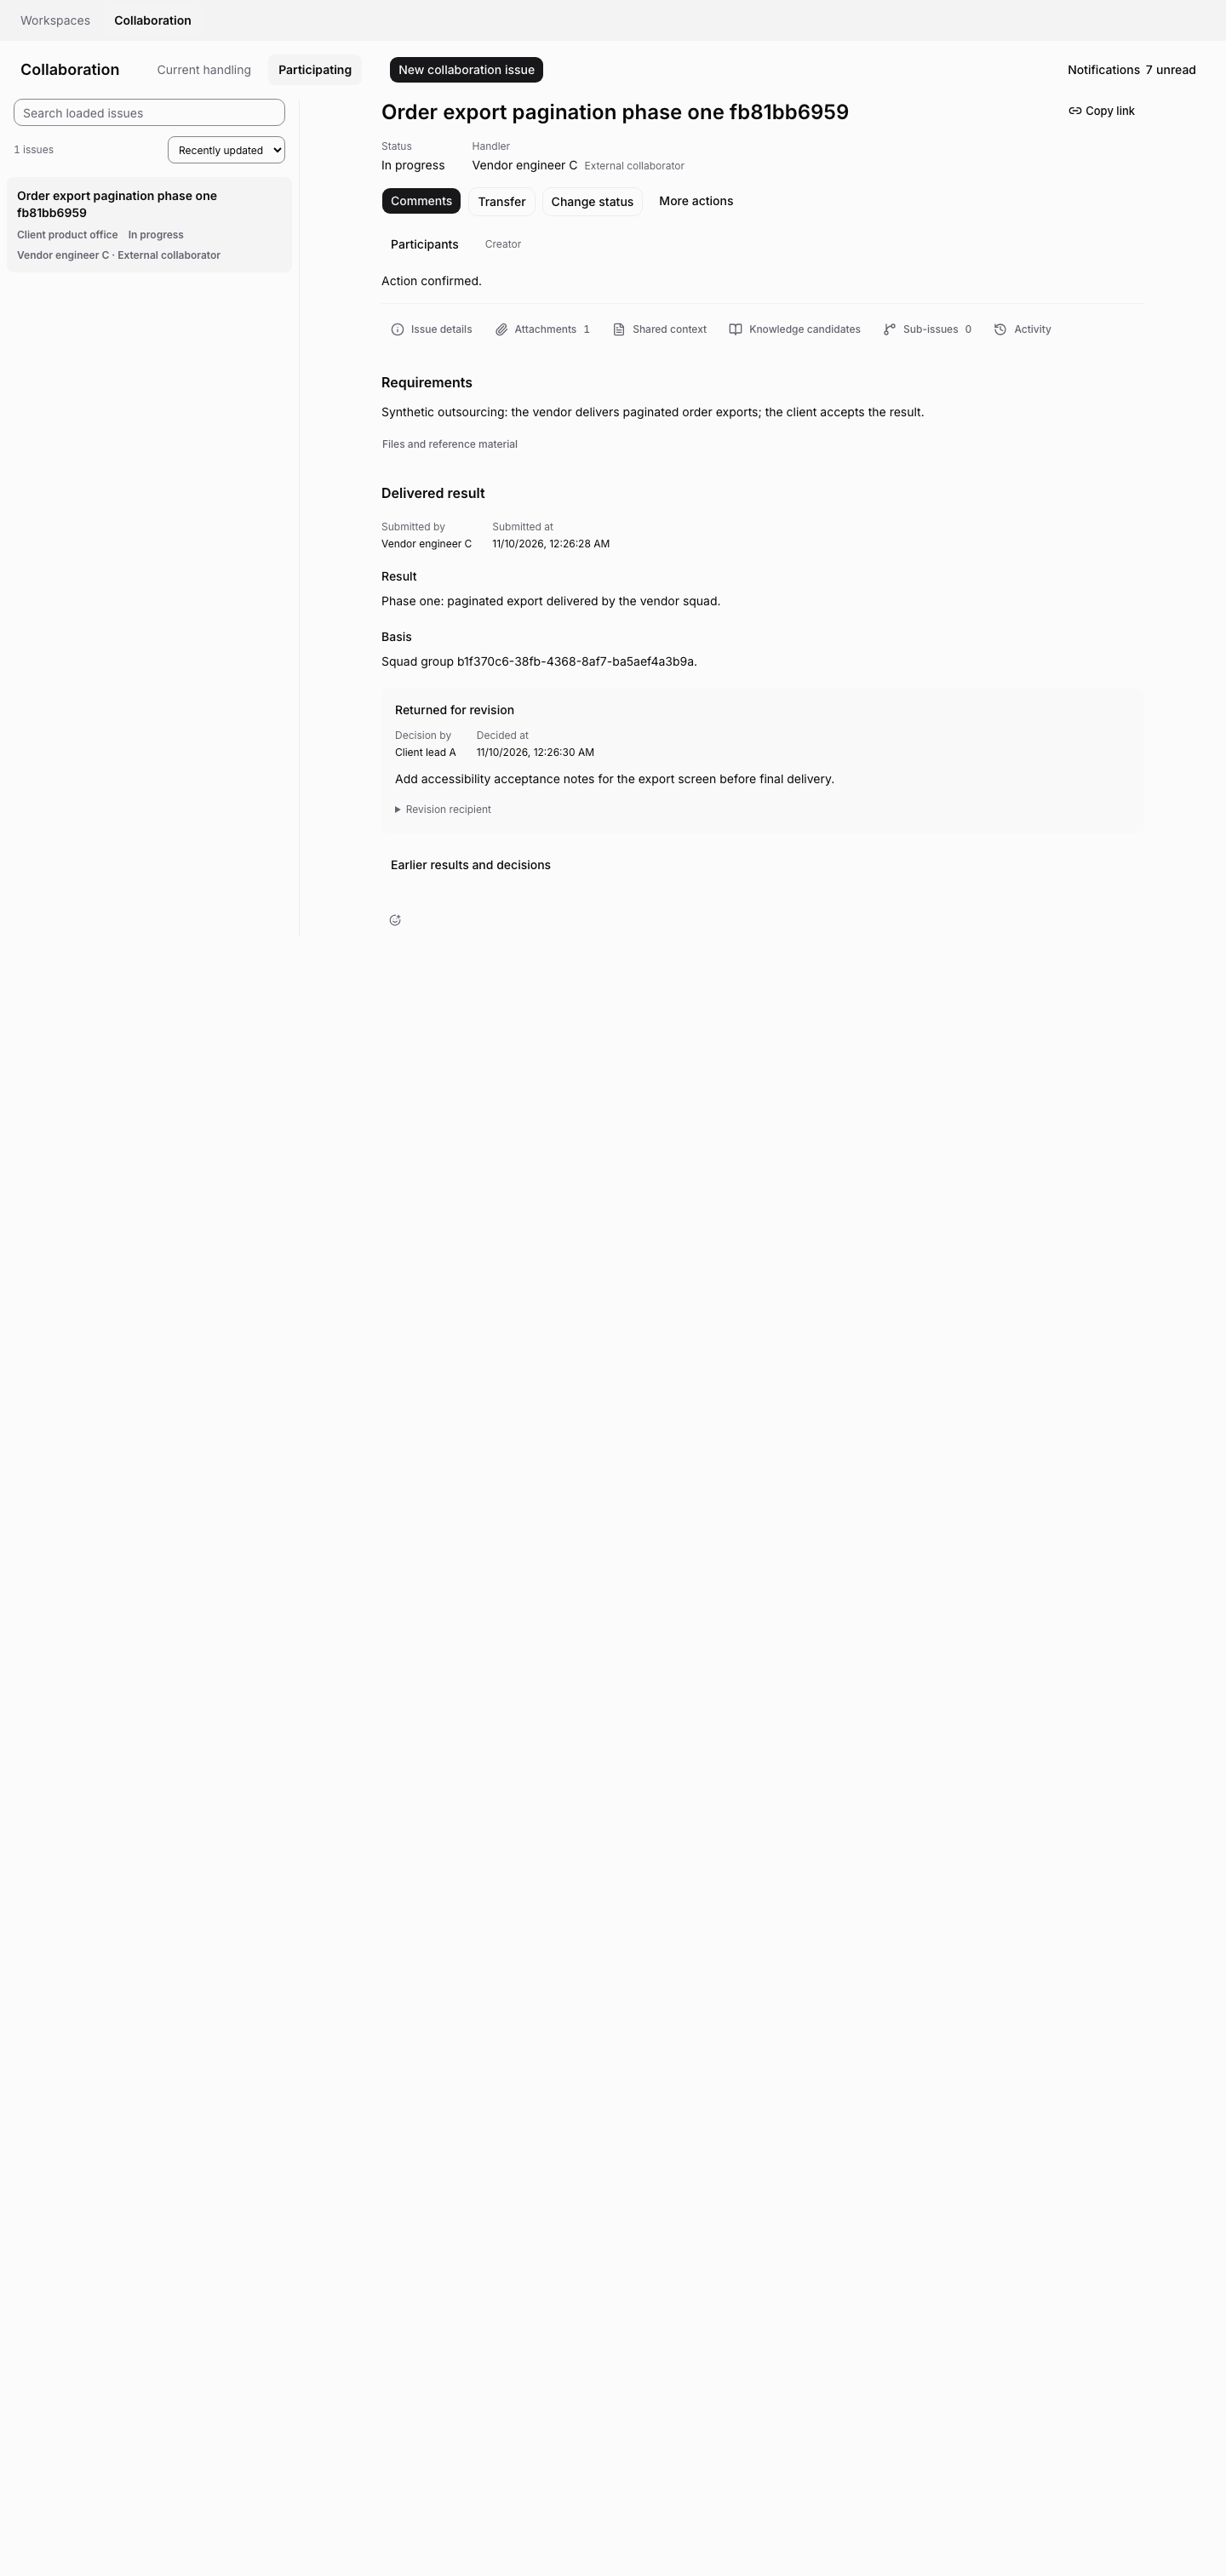 Workspaces Collaboration
Collaboration Current handling Participating New collaboration issue Notifications 7 unread
Search loaded issues
1 issues Recently updated
Order export pagination phase one
fb81bb6959
Client product office In progress
Vendor engineer C · External collaborator
Order export pagination phase one fb81bb6959 Copy link
Status Handler
In progress Vendor engineer C External collaborator
Comments Transfer Change status More actions
Participants Creator
Action confirmed.
Issue details Attachments 1 Shared context Knowledge candidates Sub-issues 0 Activity
Requirements
Synthetic outsourcing: the vendor delivers paginated order exports; the client accepts the result.
Files and reference material
Delivered result
Submitted by Submitted at
Vendor engineer C 11/10/2026, 12:26:28 AM
Result
Phase one: paginated export delivered by the vendor squad.
Basis
Squad group b1f370c6-38fb-4368-8af7-ba5aef4a3b9a.
Returned for revision
Decision by Decided at
Client lead A 11/10/2026, 12:26:30 AM
Add accessibility acceptance notes for the export screen before final delivery.
Revision recipient
Earlier results and decisions